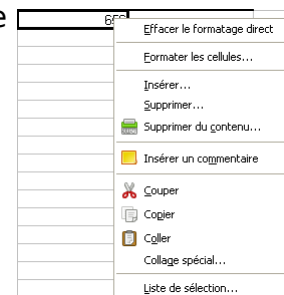 e
Effacer le formatage direct
Formater les cellules...
Insérer...
Supprimer...
Supprimer du contenu...
Insérer un commentaire
Couper
Copier
Coller
Collage spécial...
Liste de sélection...